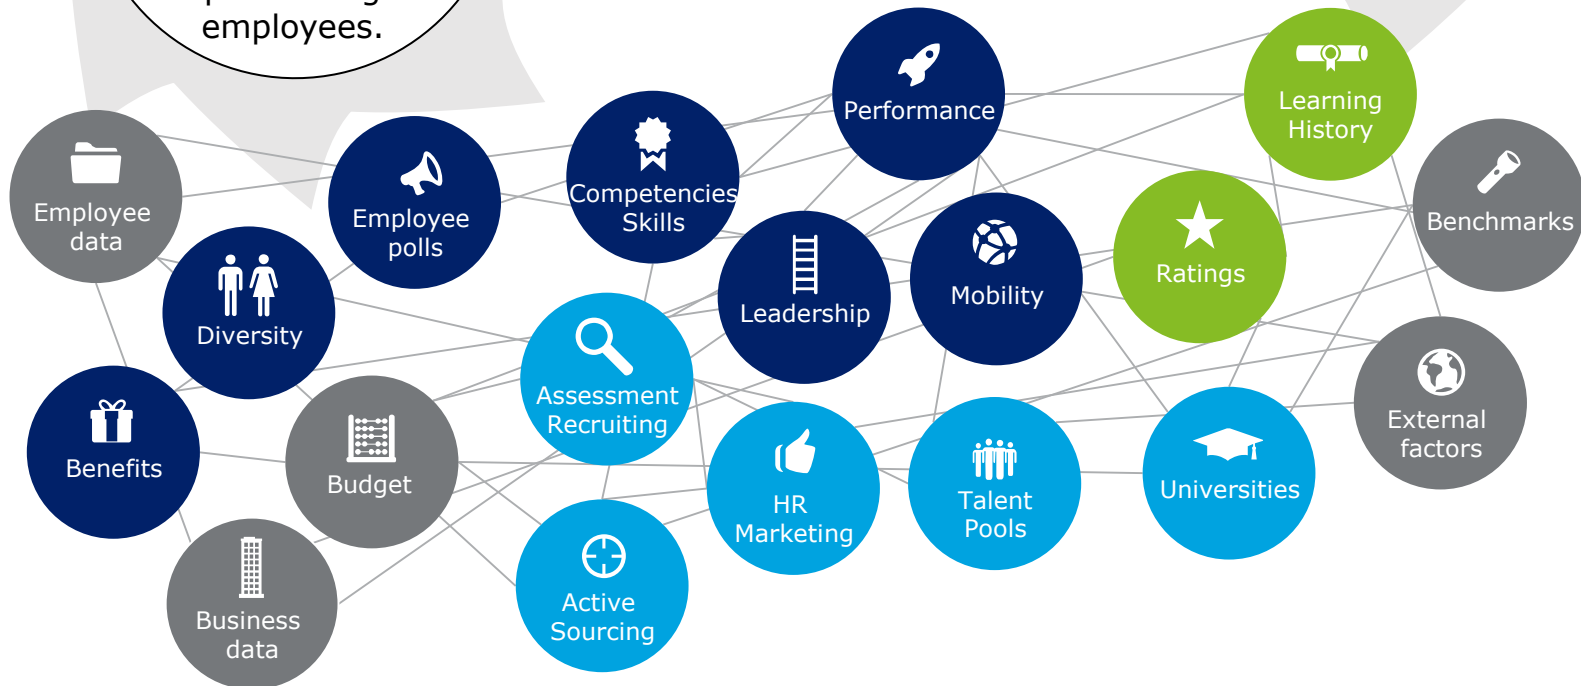 employees.
Performance
Learning
History
Employee
data
Employee
polls
Competencies
Skills
Benchmarks
Diversity
Leadership
Mobility
Ratings
Assessment
Recruiting
External
factors
Benefits
Budget
HR
Marketing
Talent
Pools
Universities
Business
data
Active
Sourcing